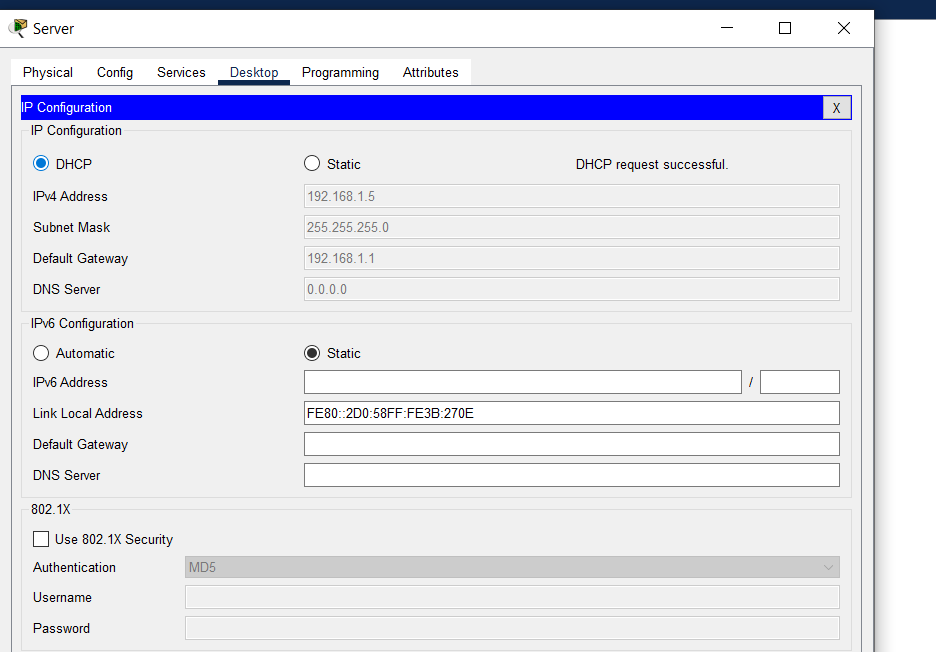 Server
Physical Config Services Desktop Programming Attributes
IP Configuration X
IP Configuration
DHCP Static DHCP request successful.
IPv4 Address 192.168.1.5
Subnet Mask 255.255.255.0
Default Gateway 192.168.1.1
DNS Server 0.0.0.0
IPv6 Configuration
Automatic Static
IPv6 Address /
Link Local Address FE80::2D0:58FF:FE3B:270E
Default Gateway
DNS Server
802.1X
Use 802.1X Security
Authentication MD5
Username
Password